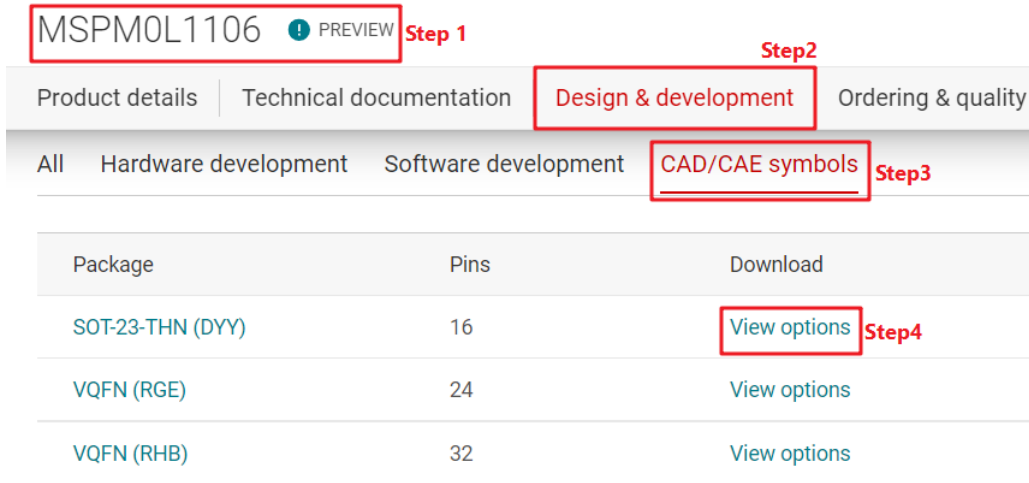 MSPM0L1106 ! PREVIEW Step 1
Step2
Product details Technical documentation Design & development Ordering & quality
All Hardware development Software development CAD/CAE symbols Step3
Package Pins Download
SOT-23-THN (DYY) 16 View options Step4
VQFN (RGE) 24 View options
VQFN (RHB) 32 View options